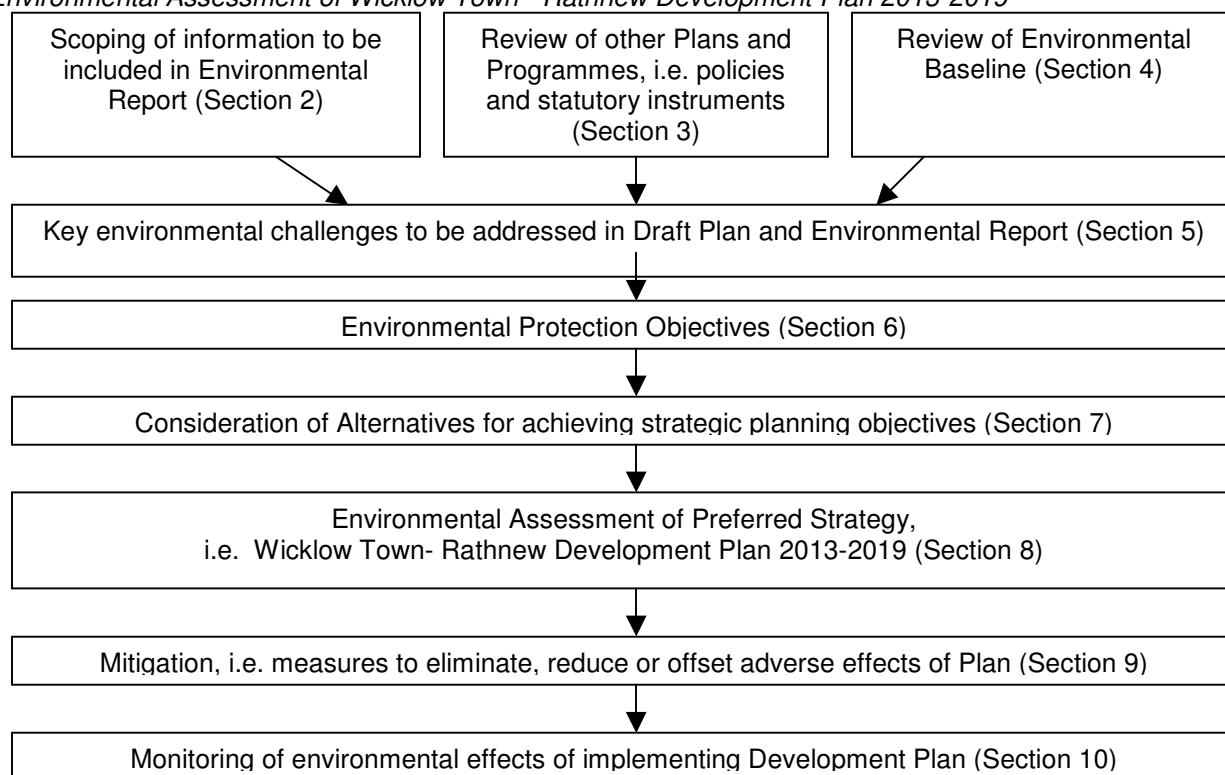 Environmental Assessment of Wicklow Town - Rathnew Development Plan 2013-2019
Scoping of information to be
included in Environmental
Report (Section 2)
Review of other Plans and
Programmes, i.e. policies
and statutory instruments
(Section 3)
Review of Environmental
Baseline (Section 4)
Key environmental challenges to be addressed in Draft Plan and Environmental Report (Section 5)
Environmental Protection Objectives (Section 6)
Consideration of Alternatives for achieving strategic planning objectives (Section 7)
Environmental Assessment of Preferred Strategy,
i.e. Wicklow Town- Rathnew Development Plan 2013-2019 (Section 8)
Mitigation, i.e. measures to eliminate, reduce or offset adverse effects of Plan (Section 9)
Monitoring of environmental effects of implementing Development Plan (Section 10)